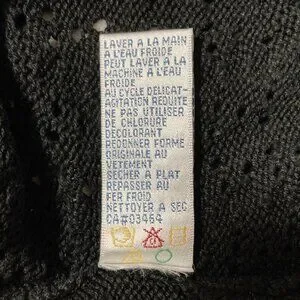 LAVER A LA MAIN
A L'EAU FROIDE
PEUT LAVER A LA
MACHINE A L'EAU
FROIDE
AU CYCLE DELICAT-
AGITATION REDUITE
NE PAS UTILISER
DE CHLORURE
DECOLORANT
REDONNER FORME
ORIGINALE AU
VETEMENT
SECHER A PLAT
REPASSER AU
FER FROID
NETTOYER A SEC
CA#03464